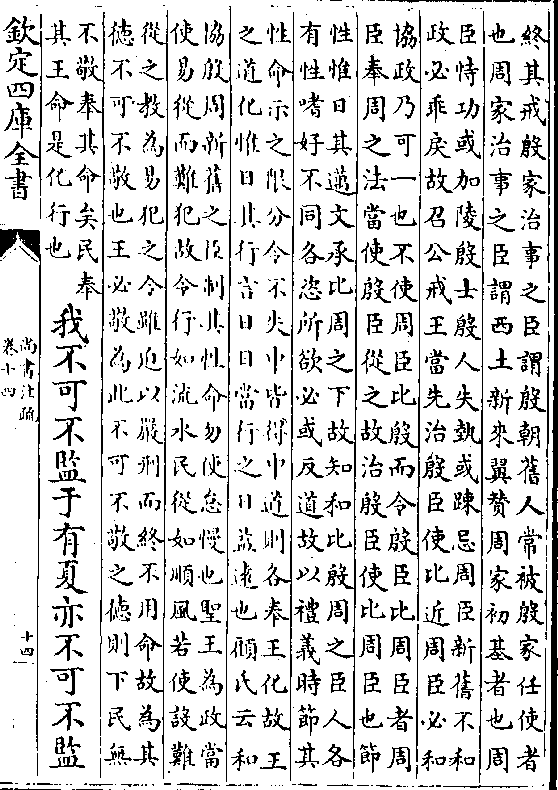 終其戒殷家治事之臣謂殷朝舊人常被殷家任使者
也周家治事之臣謂西土新來翼贊周家初基者也周
臣恃功或加陵殷士殷人失埶或踈忌周臣新舊不和
政必乖戾故召公戒王當先治殷臣使比近周臣必和
協政乃可一也不使周臣比殷而令殷臣比周臣者周
臣奉周之法當使殷臣從之故治殷臣使比周臣也節
性惟日其邁文承比周之下故知和比殷周之臣人各
有性嗜好不同各恣所欲必或反道故以禮義時節其
性命示之限分令不失中皆得中道則各奉王化故王
之道化惟日其行言日日當行之日益遠也顧氏云和
協殷周新舊之臣制其性命勿使怠慢也聖王為政當
使易從而難犯故令行如流水民從如順風若使設難
從之教為易犯之令雖迫以嚴刑而終不用命故為其
徳不可不敬也王必敬為此不可不敬之徳則下民無
不敬奉其命矣民奉
其王命是化行也
我不可不監于有夏亦不可不監
欽定四庫全書
尚書注疏
卷十四
十四